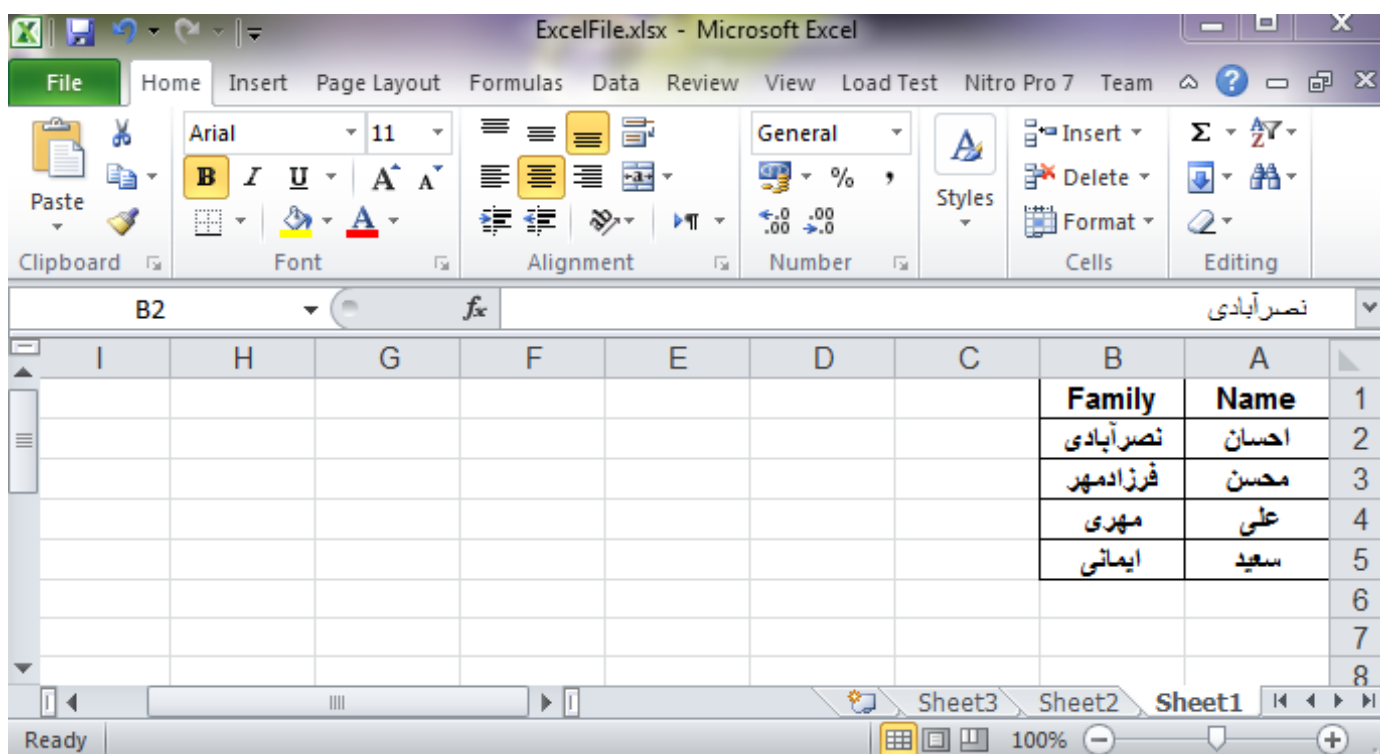 ExcelFile.xlsx - Microsoft Excel
File Home Insert Page Layout Formulas Data Review View Load Test Nitro Pro 7 Team
Arial 11 General Insert
B I U A A % , Delete
Paste Styles Format
Clipboard Font Alignment Number Cells Editing
B2 fx نصرآبادی
I H G F E D C B A
Family Name 1
نصرآبادی احسان 2
فرزادمهر محسن 3
مهری علی 4
ایمانی سعید 5
6
7
8
Sheet3 Sheet2 Sheet1
Ready 100%